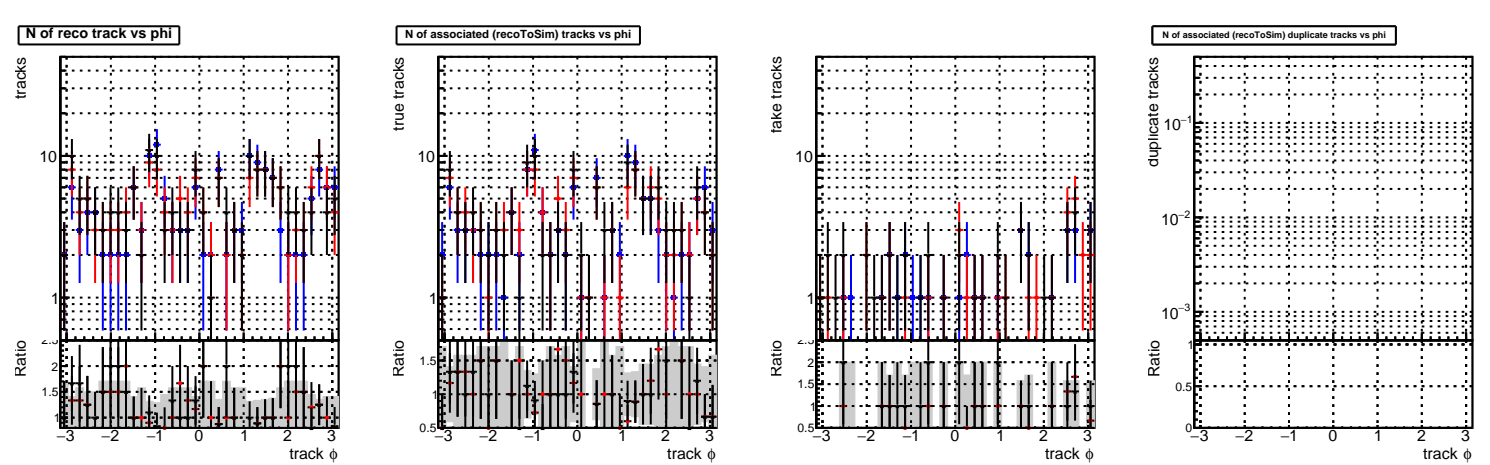 N of reco track vs phi
N of associated (recoToSim) tracks vs phi
N of associated (recoToSim) duplicate tracks vs phi
tracks
10
1
Ratio
2.5
2
1.5
1
−3 −2 −1 0 1 2 3
track ϕ
true tracks
10
1
Ratio
1.5
1
0.5
−3 −2 −1 0 1 2 3
track ϕ
fake tracks
10
1
Ratio
2
1.5
1
0.5
−3 −2 −1 0 1 2 3
track ϕ
duplicate tracks
10⁻¹
10⁻²
10⁻³
Ratio
1
0.5
0
−3 −2 −1 0 1 2 3
track ϕ